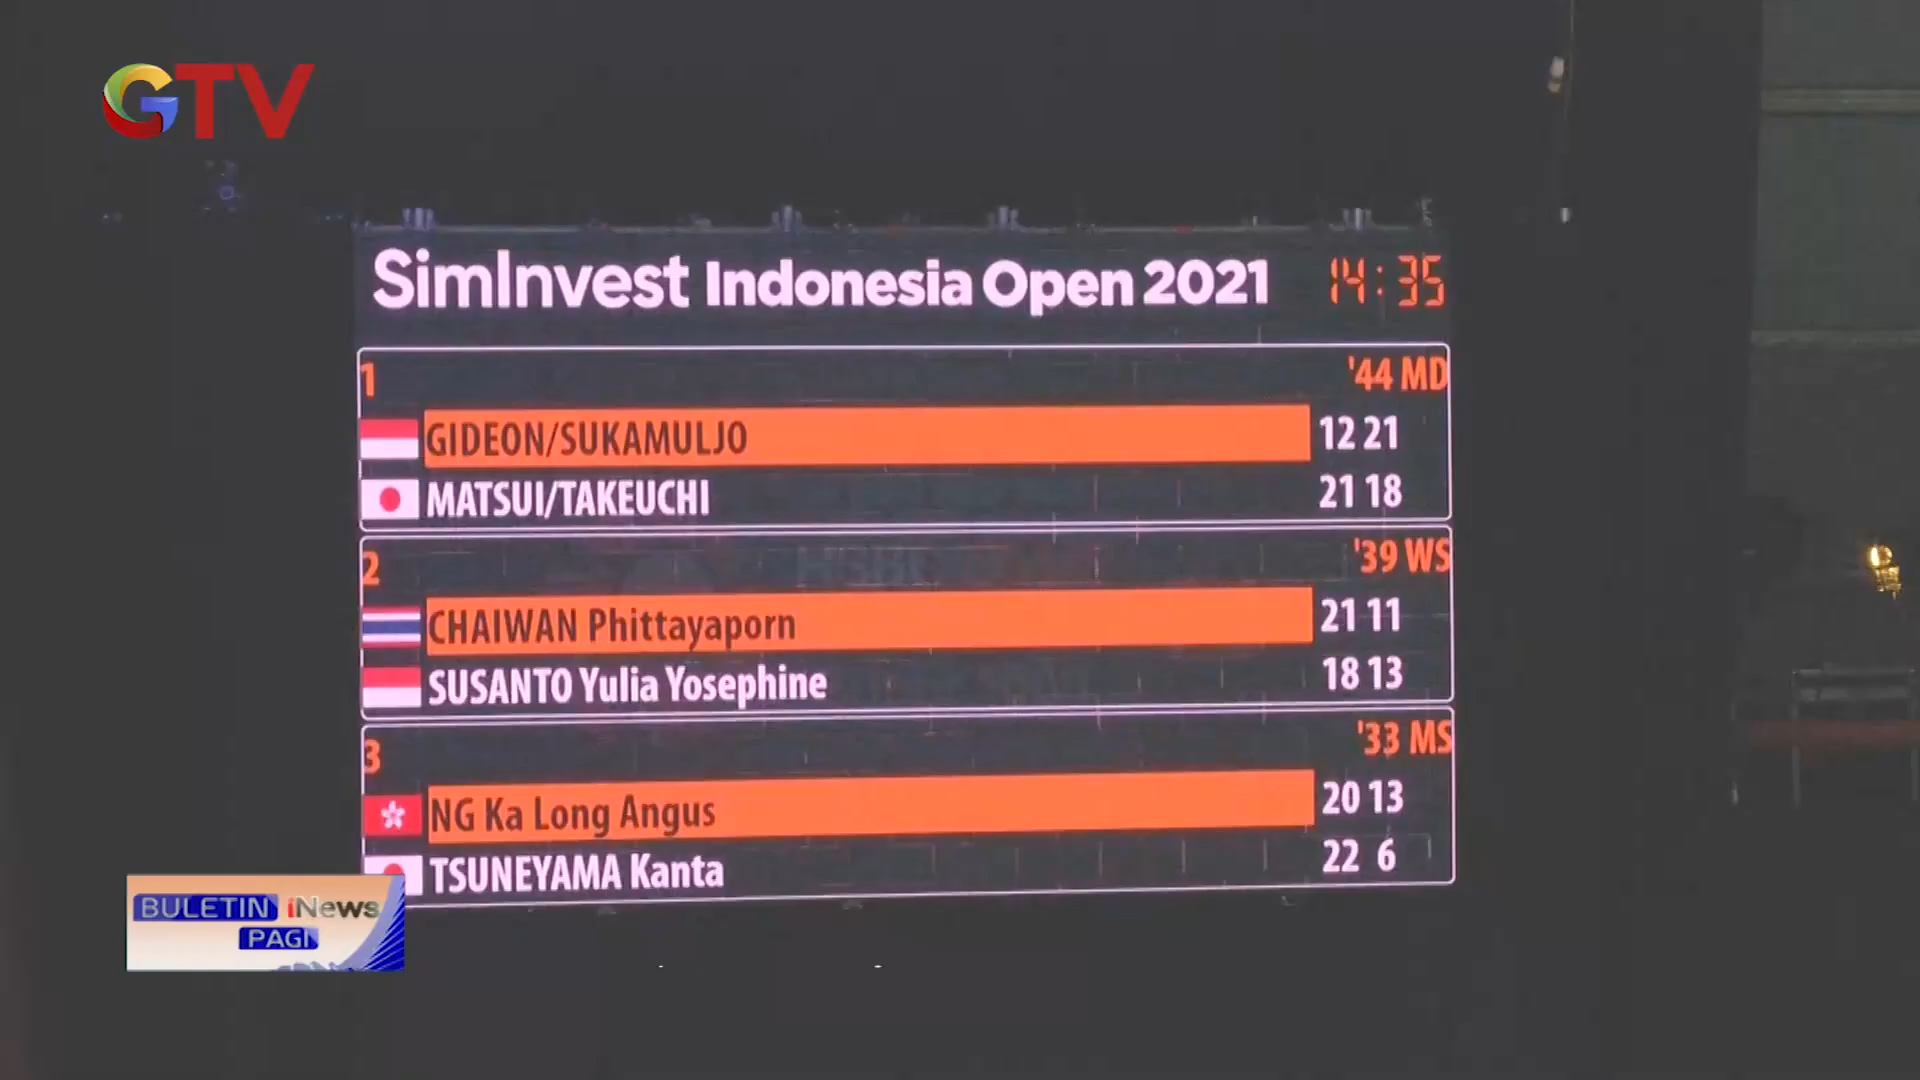 GTV
SimInvest Indonesia Open 2021 14:35
1 '44 MD
GIDEON/SUKAMULJO 12 21
MATSUI/TAKEUCHI 21 18
2 '39 WS
CHAIWAN Phittayaporn 21 11
SUSANTO Yulia Yosephine 18 13
3 '33 MS
NG Ka Long Angus 20 13
TSUNEYAMA Kanta 22 6
BULETIN iNews
PAGI